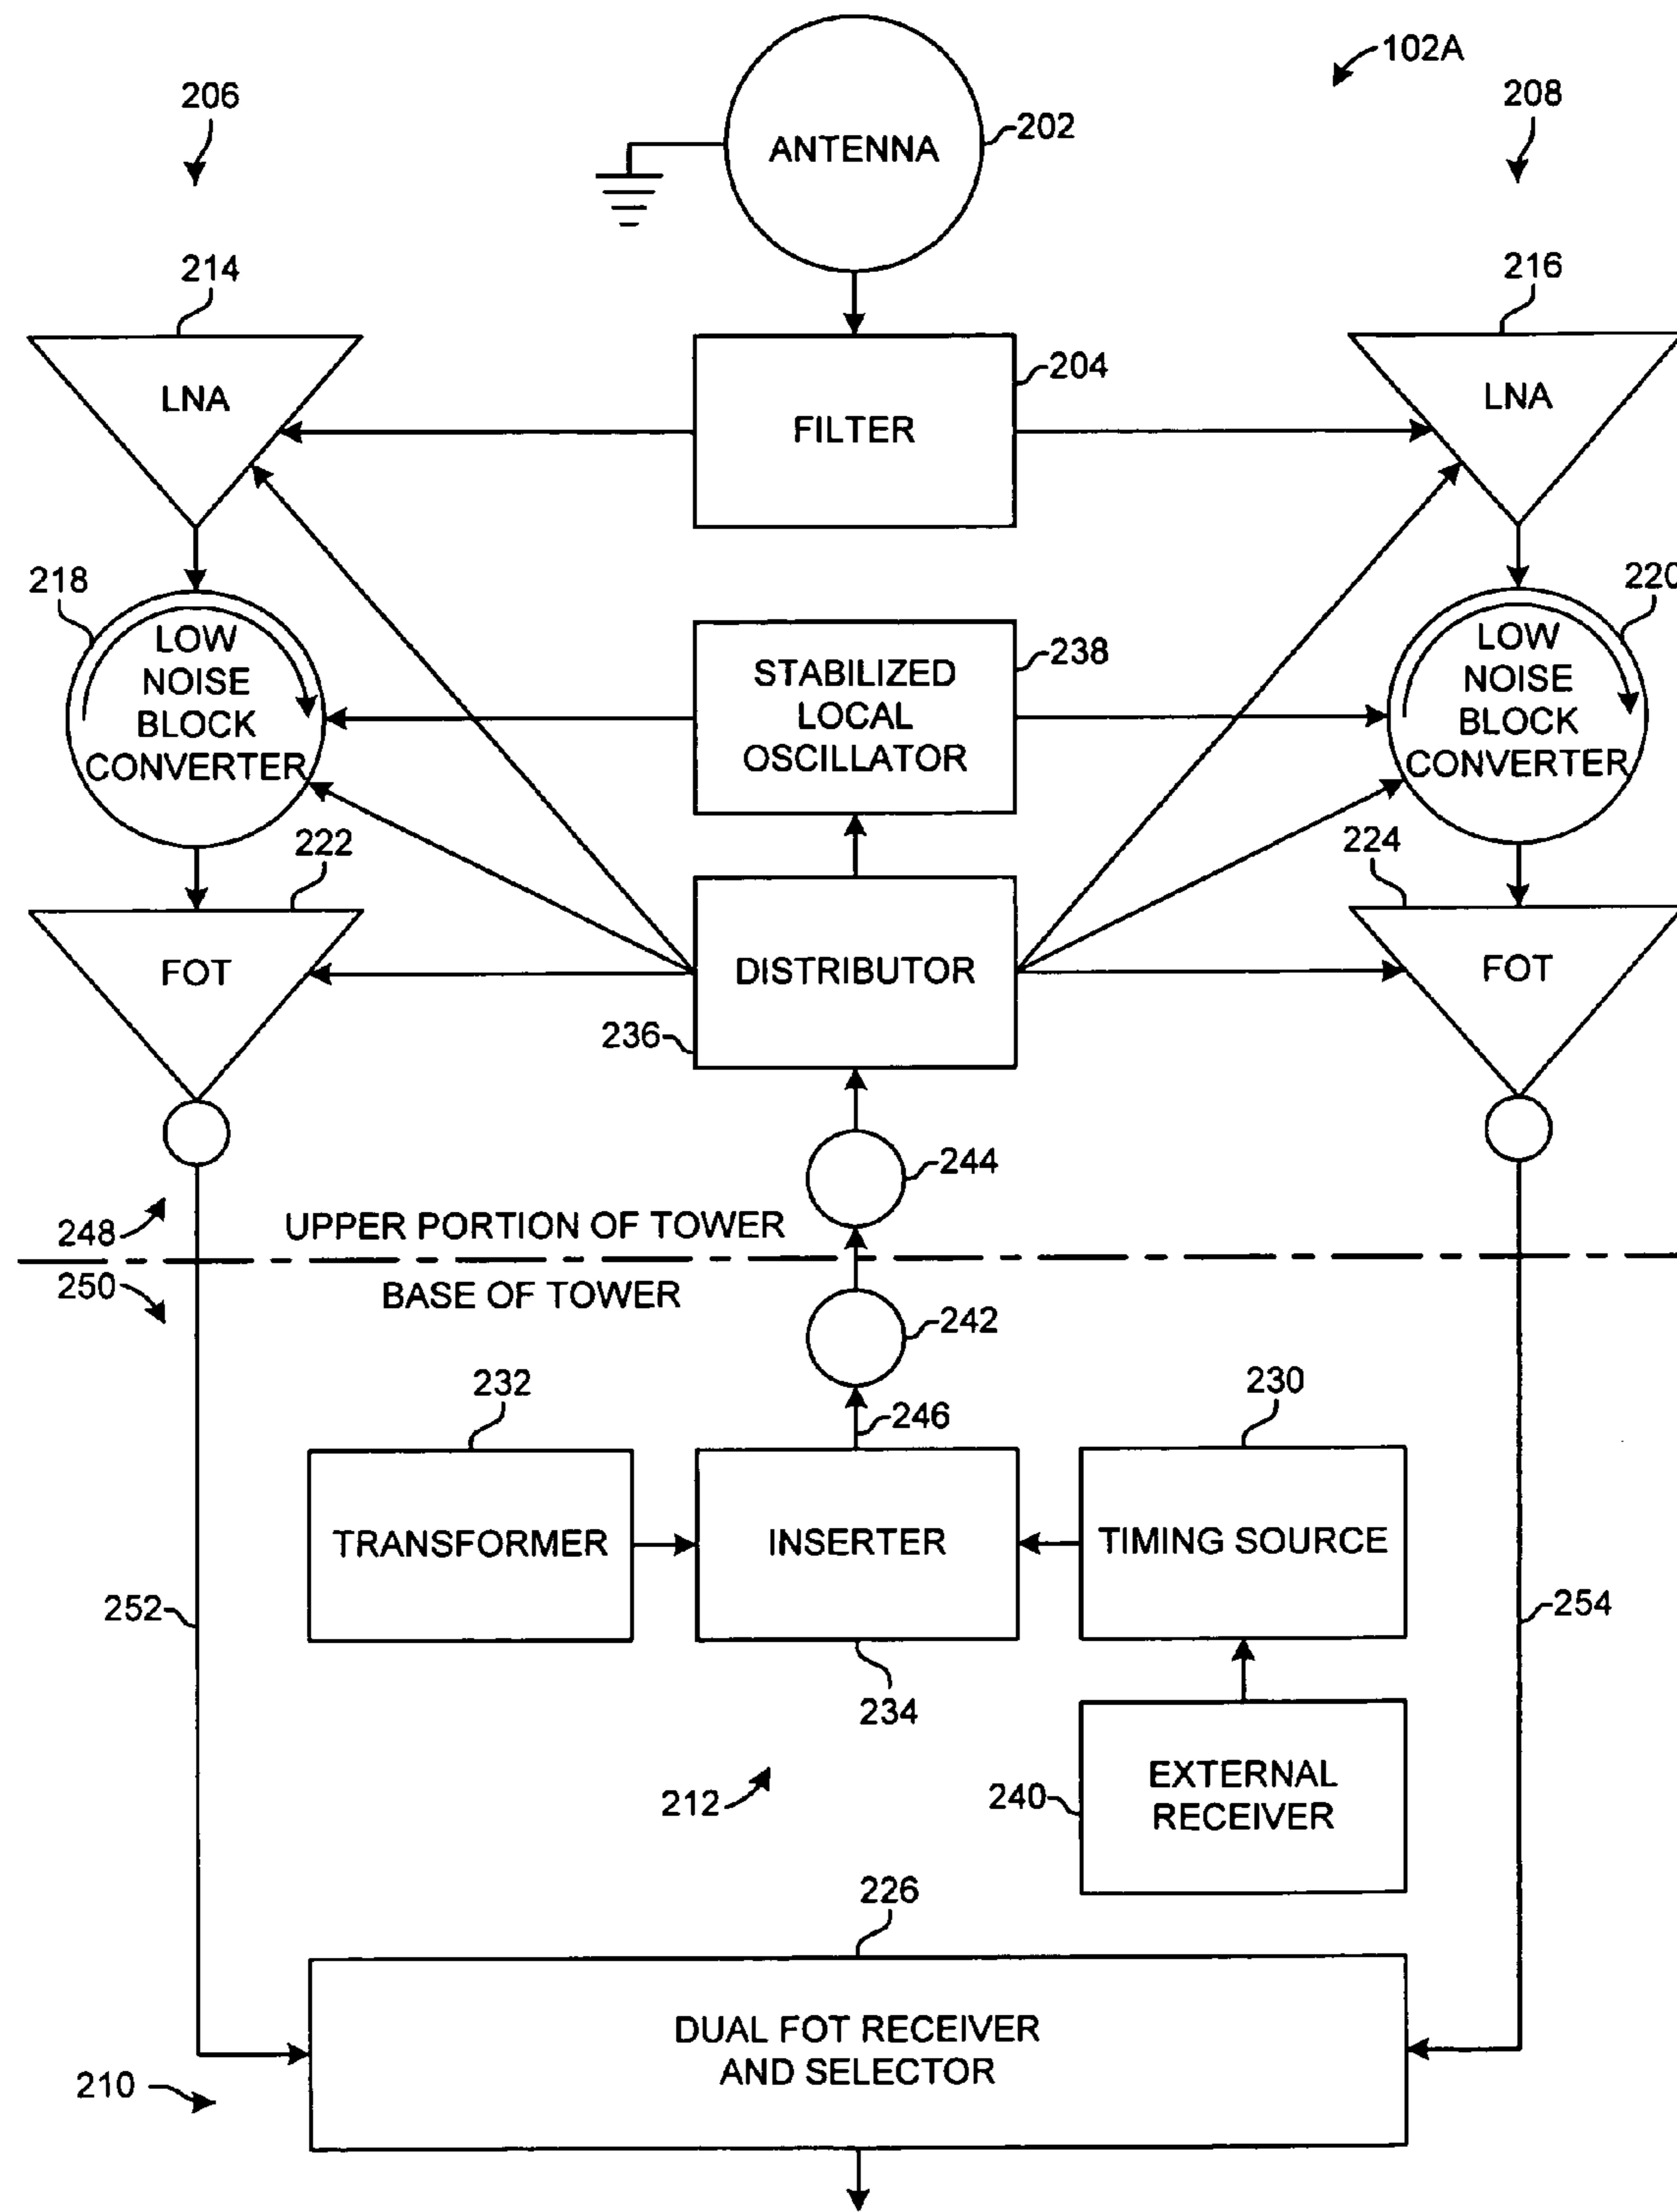 102A
206
208
ANTENNA
202
214
216
LNA
FILTER
204
LNA
218
LOW
NOISE
BLOCK
CONVERTER
STABILIZED
LOCAL
OSCILLATOR
238
220
LOW
NOISE
BLOCK
CONVERTER
222
224
FOT
DISTRIBUTOR
236
FOT
244
248
UPPER PORTION OF TOWER
250
BASE OF TOWER
242
232
246
230
TRANSFORMER
INSERTER
TIMING SOURCE
252
254
234
212
240
EXTERNAL
RECEIVER
226
DUAL FOT RECEIVER
AND SELECTOR
210